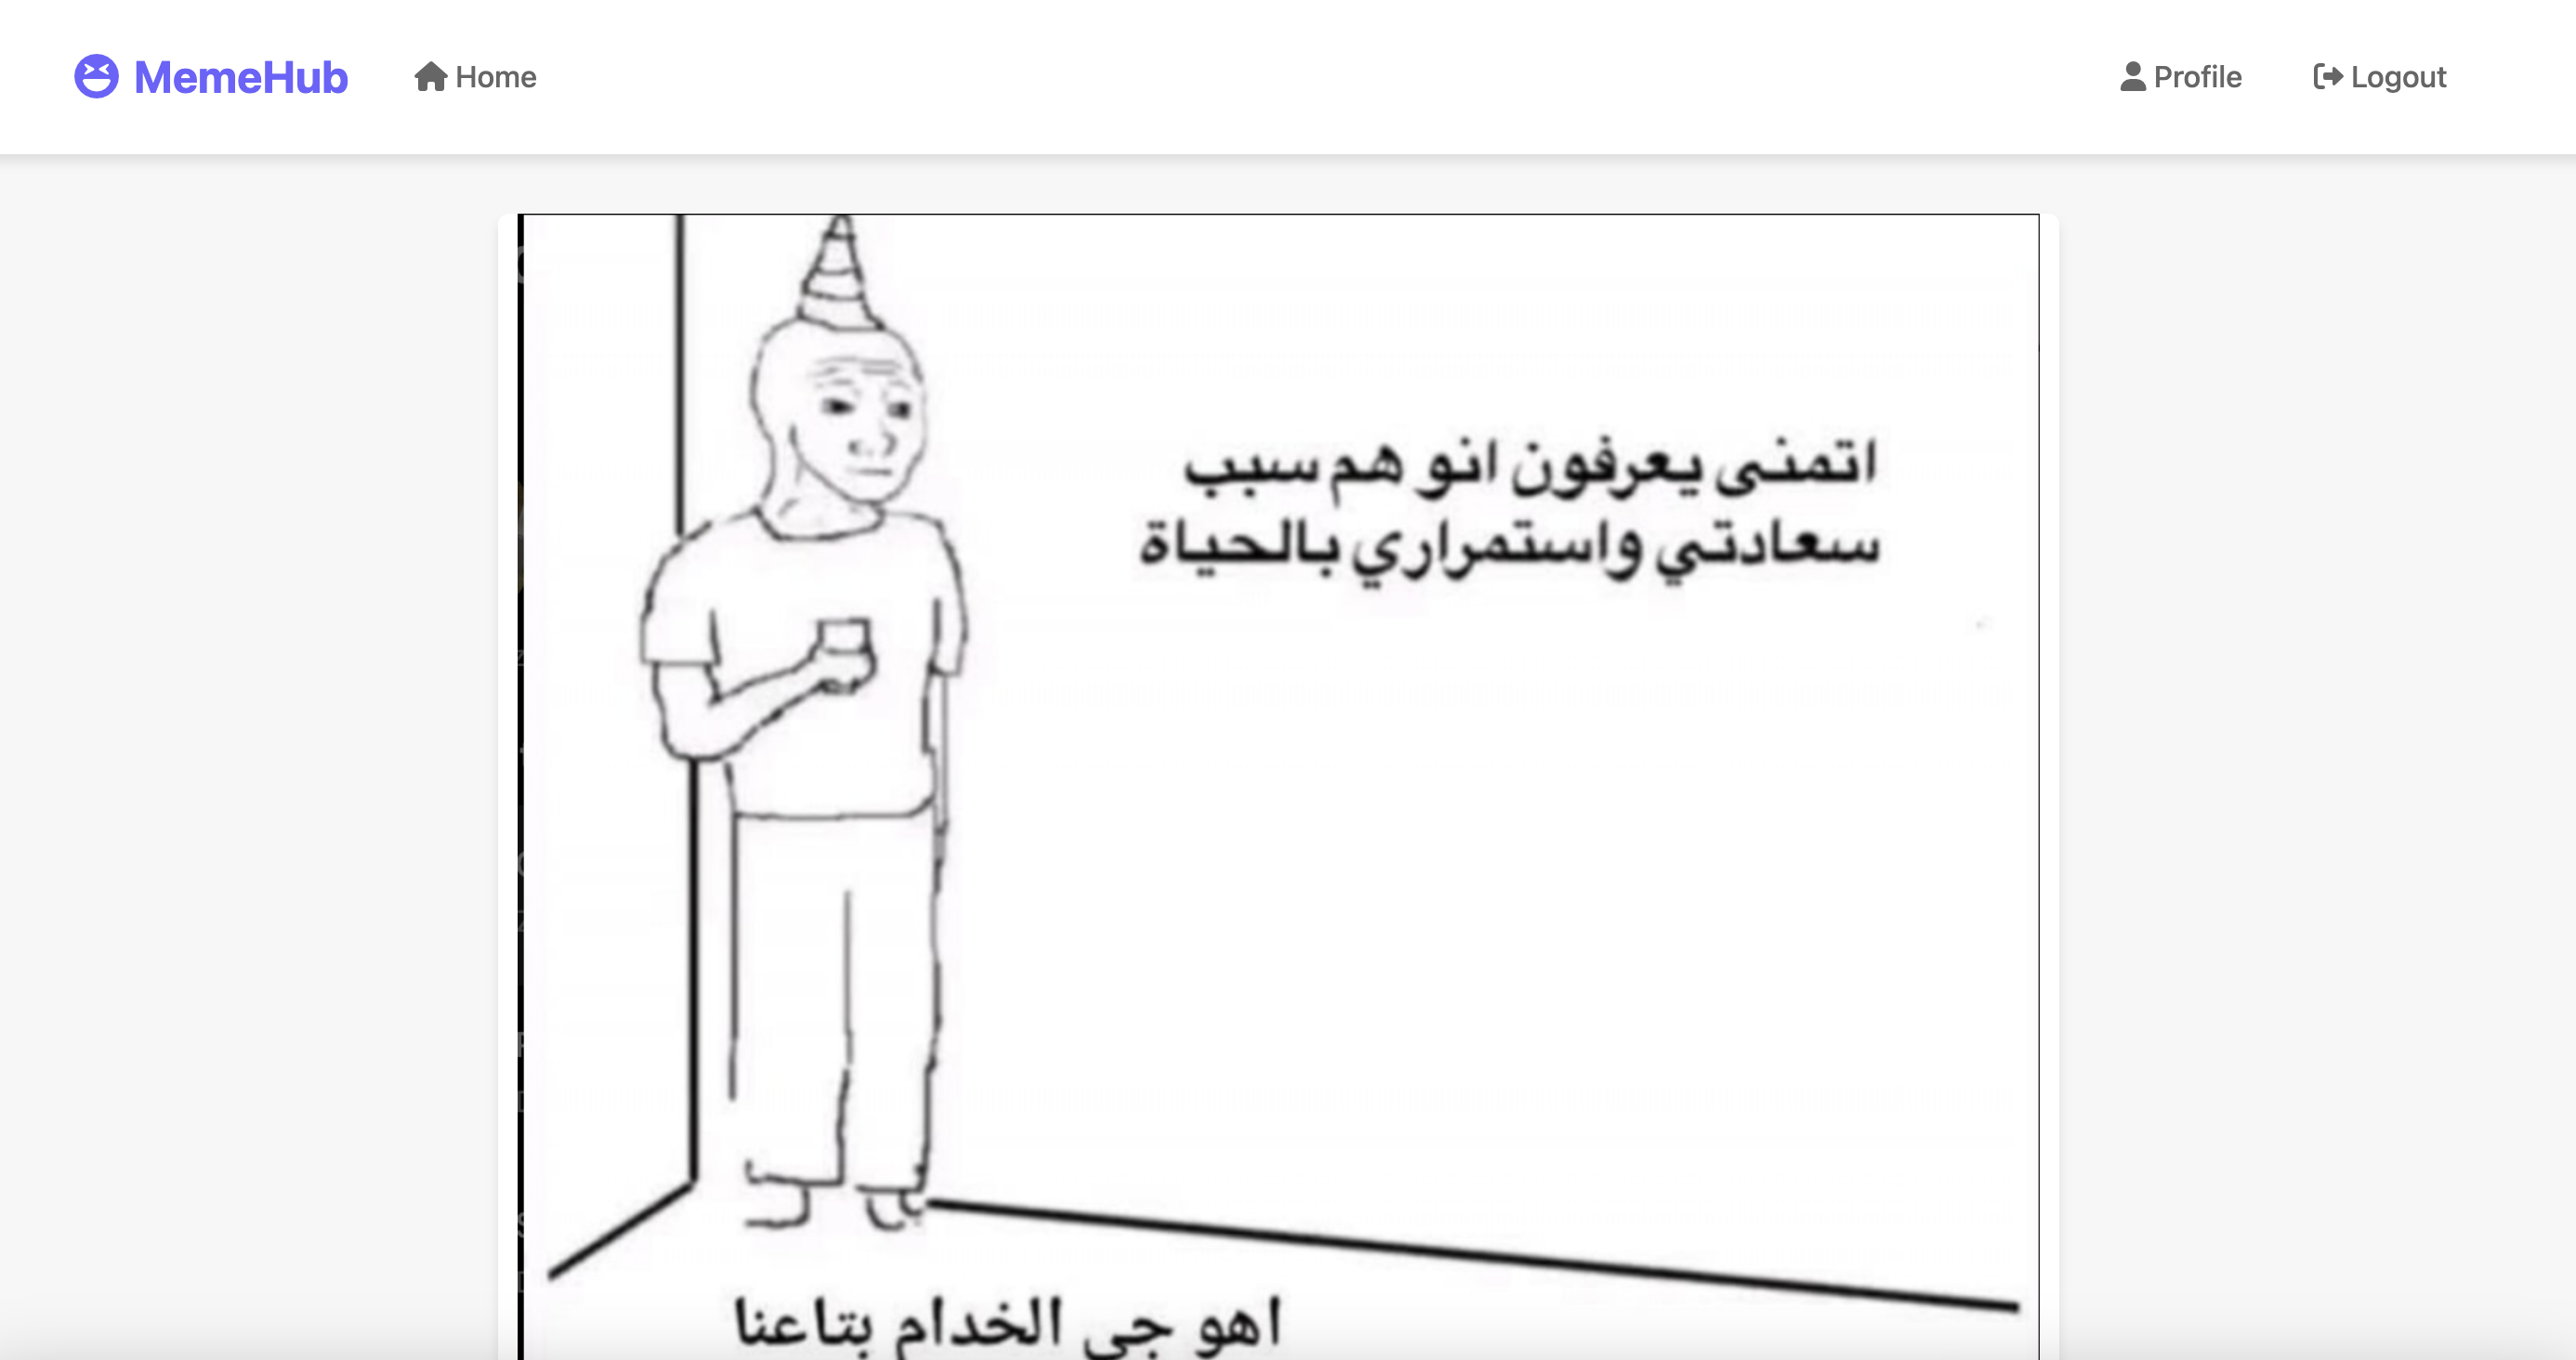 MemeHub
Home
Profile
Logout
اتمنى يعرفون انو هم سبب
سعادتي واستمراري بالحياة
اهو جى الخدام بتاعنا